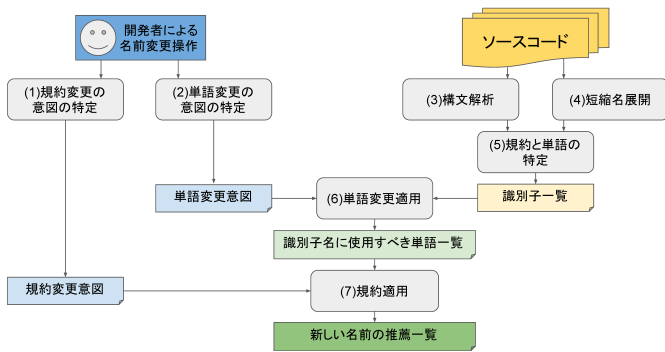 開発者による
名前変更操作
ソースコード
(1)規約変更の
意図の特定
(2)単語変更の
意図の特定
(3)構文解析
(4)短縮名展開
(5)規約と単語の
特定
単語変更意図
(6)単語変更適用
識別子一覧
識別子名に使用すべき単語一覧
規約変更意図
(7)規約適用
新しい名前の推薦一覧